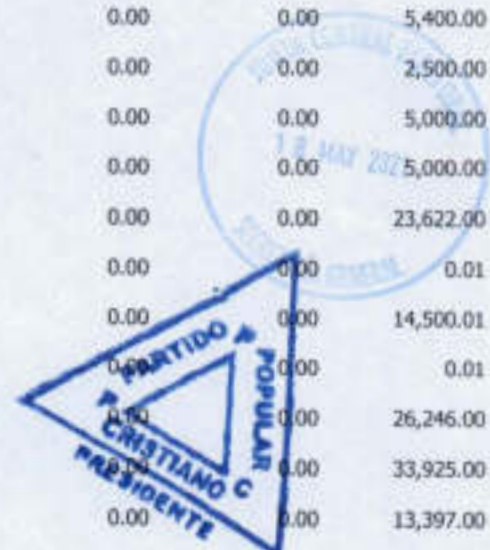 0.00 0.00 5,400.00
0.00 0.00 2,500.00
0.00 0.00 5,000.00
0.00 0.00 5,000.00
0.00 0.00 23,622.00
0.00 0.00 0.01
0.00 0.00 14,500.01
0.00 0.00 0.01
0.00 0.00 26,246.00
0.00 0.00 33,925.00
0.00 0.00 13,397.00
CENTRAL
MAY
PARTIDO P
POPULAR
P CRISTIANO C
PRESIDENTE